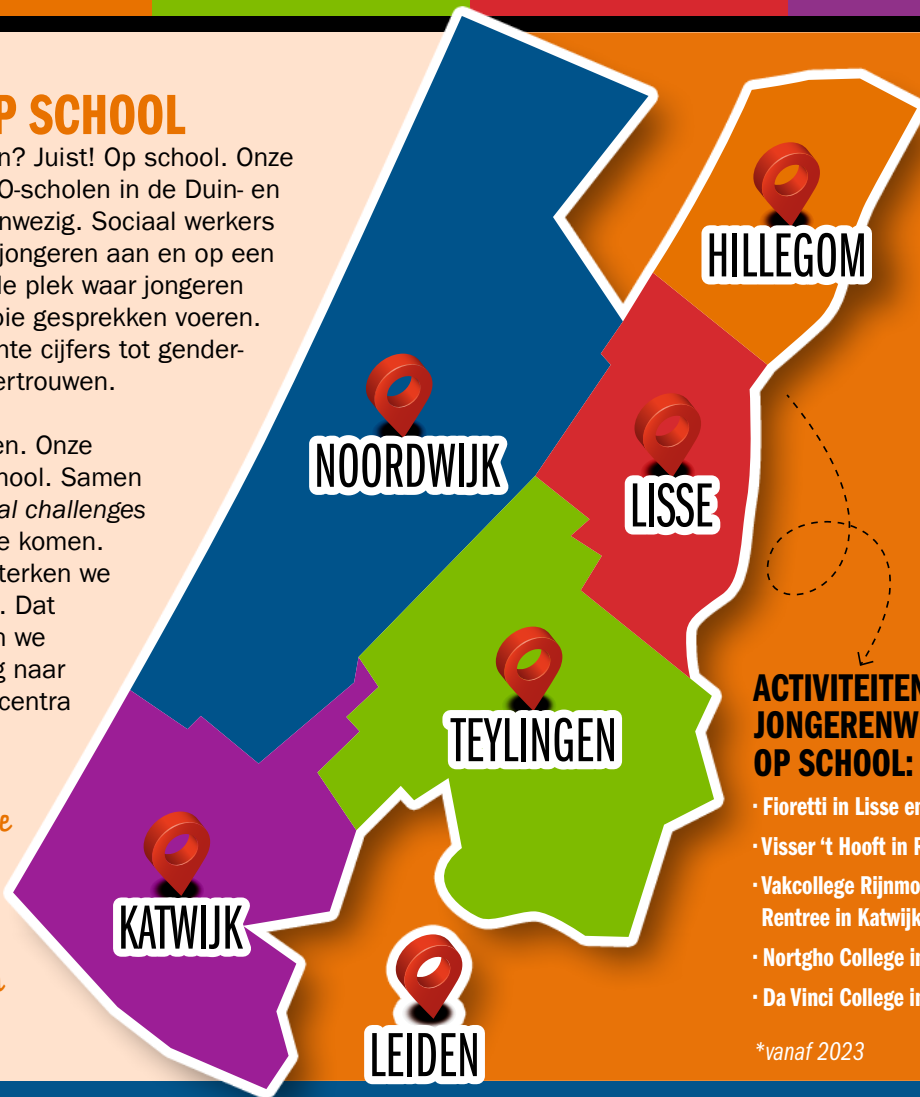 P SCHOOL
n? Juist! Op school. Onze
O-scholen in de Duin- en
nwezig. Sociaal werkers
jongeren aan en op een
le plek waar jongeren
oie gesprekken voeren.
nte cijfers tot gender-
ertrouwen.
en. Onze
hool. Samen
al challenges
e komen.
terken we
. Dat
n we
g naar
centra
e
HILLEGOM
NOORDWIJK
LISSE
TEYLINGEN
KATWIJK
LEIDEN
ACTIVITEITEN
JONGERENW
OP SCHOOL:
· Fioretti in Lisse en
· Visser ‘t Hooft in
· Vakcollege Rijnmo
Rentree in Katwijk
· Nortgho College in
· Da Vinci College in
*vanaf 2023